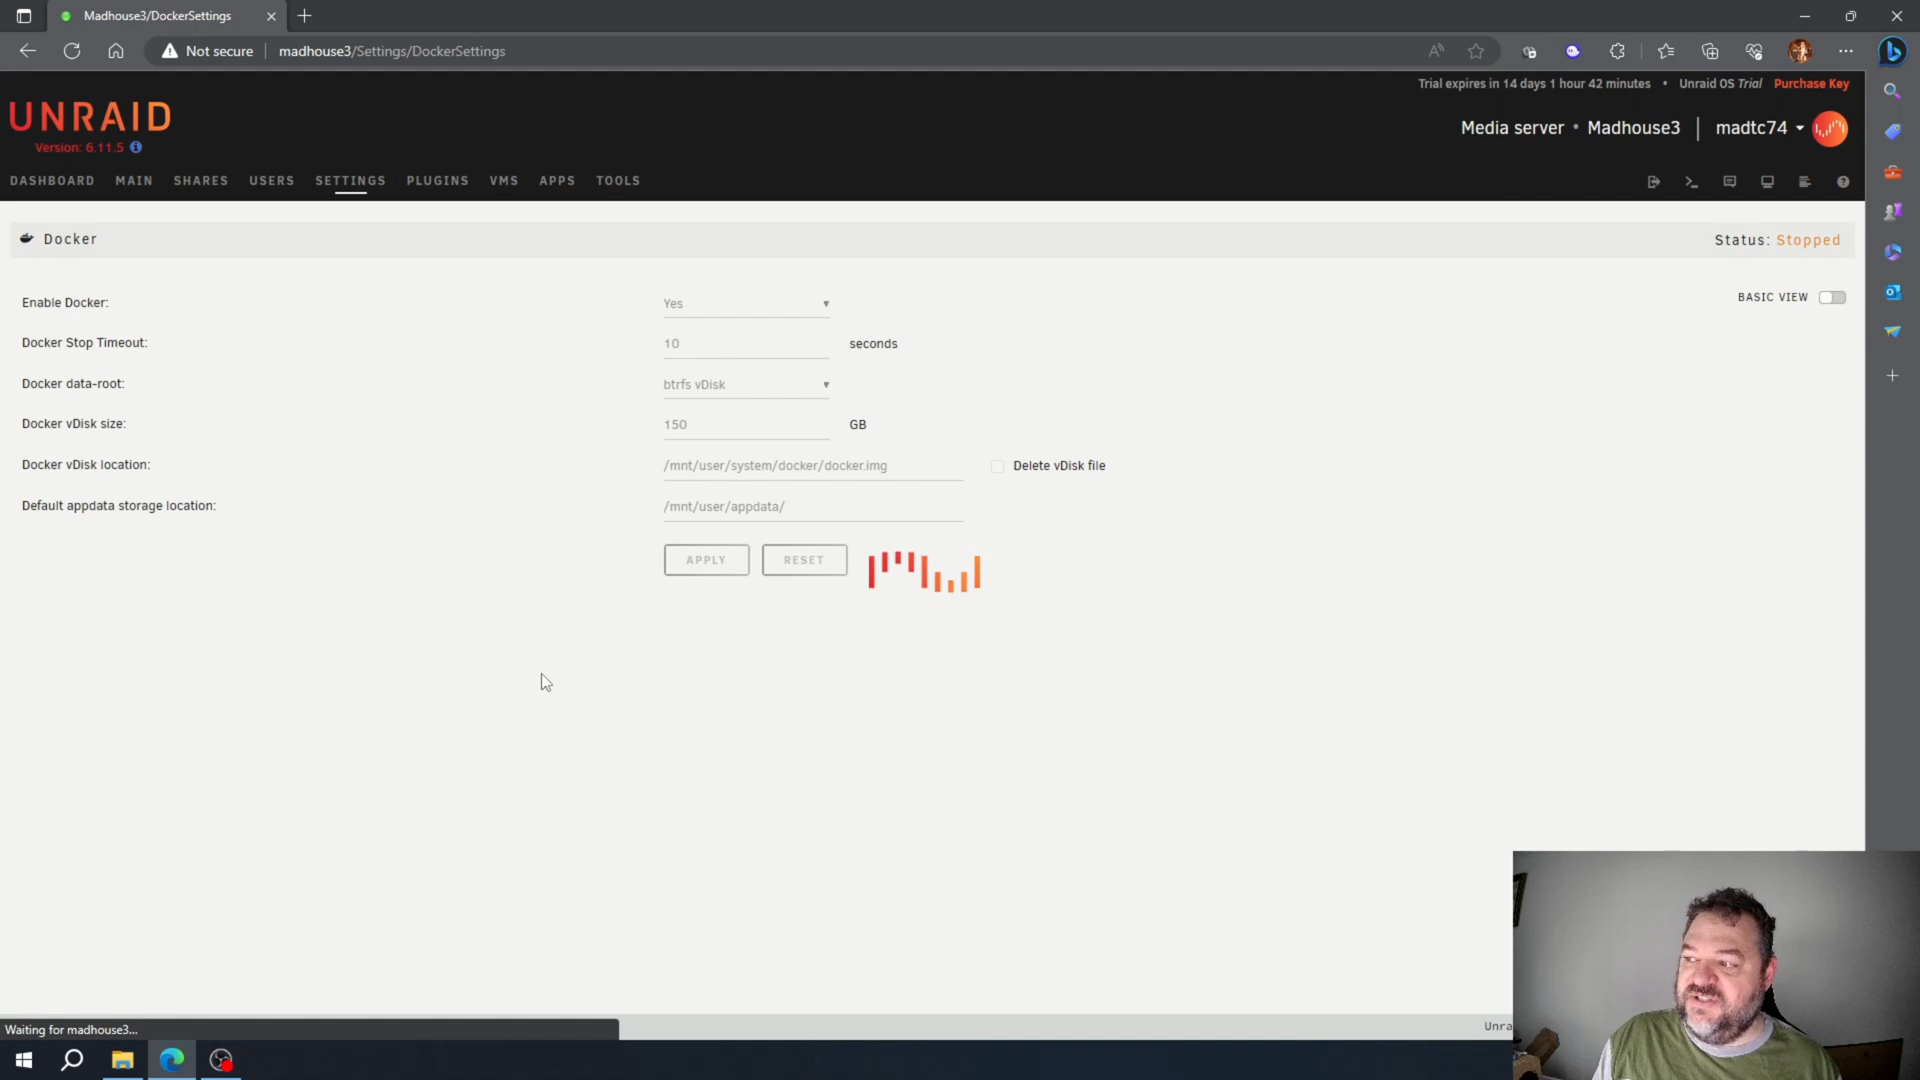 Madhouse3/DockerSettings
Not secure
madhouse3/Settings/DockerSettings
Trial expires in 14 days 1 hour 42 minutes • Unraid OS Trial Purchase Key
UNRAID
Version: 6.11.5
Media server • Madhouse3 | madtc74
DASHBOARD MAIN SHARES USERS SETTINGS PLUGINS VMS APPS TOOLS
Docker
Status: Stopped
BASIC VIEW
Enable Docker: Yes
Docker Stop Timeout: 10 seconds
Docker data-root: btrfs vDisk
Docker vDisk size: 150 GB
Docker vDisk location: /mnt/user/system/docker/docker.img Delete vDisk file
Default appdata storage location: /mnt/user/appdata/
APPLY RESET
Waiting for madhouse3...
Unra